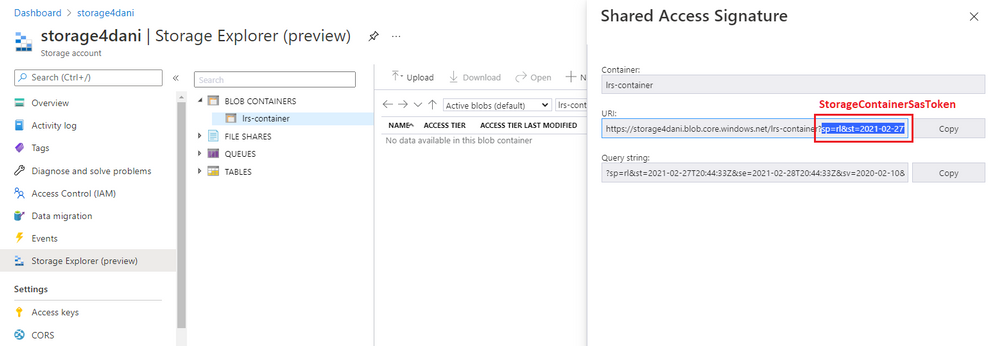 Dashboard > storage4dani >
storage4dani | Storage Explorer (preview)
Storage account
Search (Ctrl+/)
Overview
Activity log
Tags
Diagnose and solve problems
Access Control (IAM)
Data migration
Events
Storage Explorer (preview)
Settings
Access keys
CORS
Search
BLOB CONTAINERS
lrs-container
FILE SHARES
QUEUES
TABLES
Upload Download Open N
Active blobs (default) lrs-cont
NAME ACCESS TIER ACCESS TIER LAST MODIFIED
No data available in this blob container
Shared Access Signature
Container:
lrs-container
StorageContainerSasToken
URI:
https://storage4dani.blob.core.windows.net/lrs-container?sp=rl&st=2021-02-27 Copy
Query string:
?sp=rl&st=2021-02-27T20:44:33Z&se=2021-02-28T20:44:33Z&sv=2020-02-10& Copy